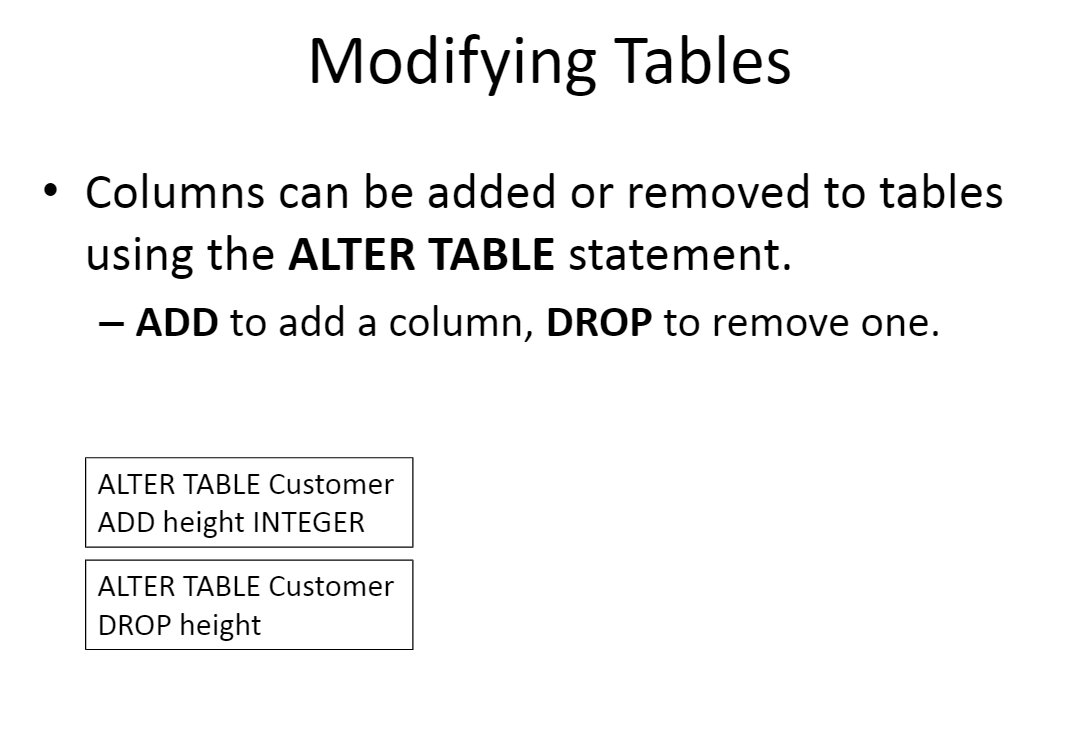 Modifying Tables
• Columns can be added or removed to tables
using the ALTER TABLE statement.
– ADD to add a column, DROP to remove one.
ALTER TABLE Customer
ADD height INTEGER
ALTER TABLE Customer
DROP height